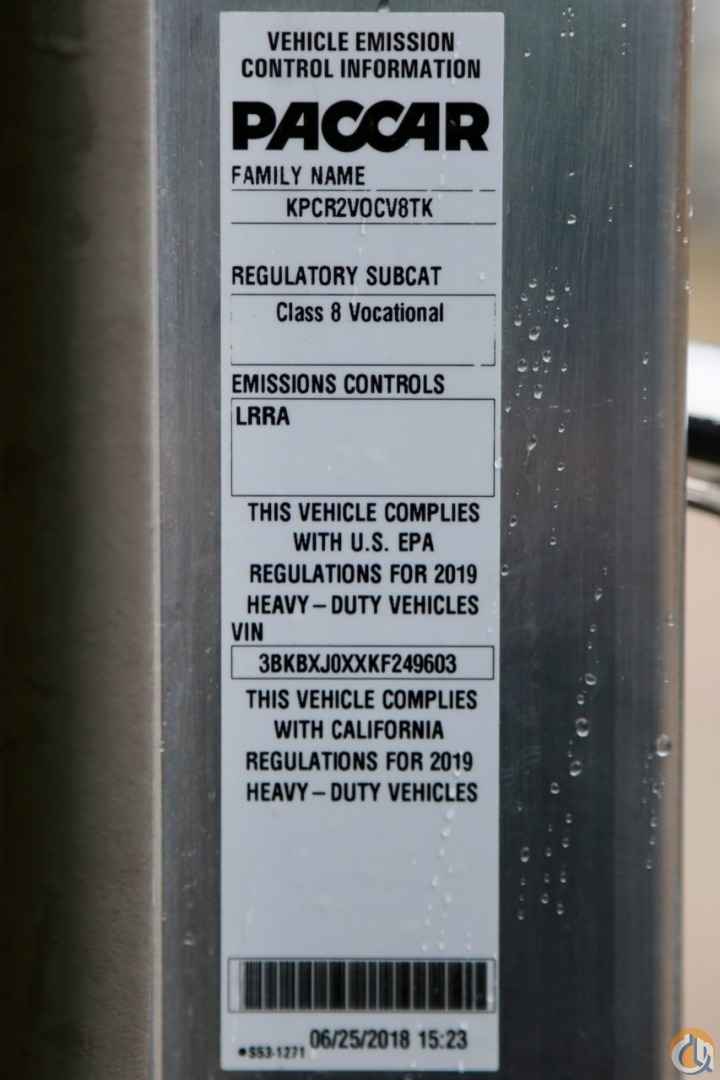 VEHICLE EMISSION
CONTROL INFORMATION
PACCAR
FAMILY NAME
KPCR2VOCV8TK
REGULATORY SUBCAT
Class 8 Vocational
EMISSIONS CONTROLS
LRRA
THIS VEHICLE COMPLIES
WITH U.S. EPA
REGULATIONS FOR 2019
HEAVY–DUTY VEHICLES
VIN
3BKBXJ0XXKF249603
THIS VEHICLE COMPLIES
WITH CALIFORNIA
REGULATIONS FOR 2019
HEAVY–DUTY VEHICLES
•S53-1271 06/25/2018 15:23